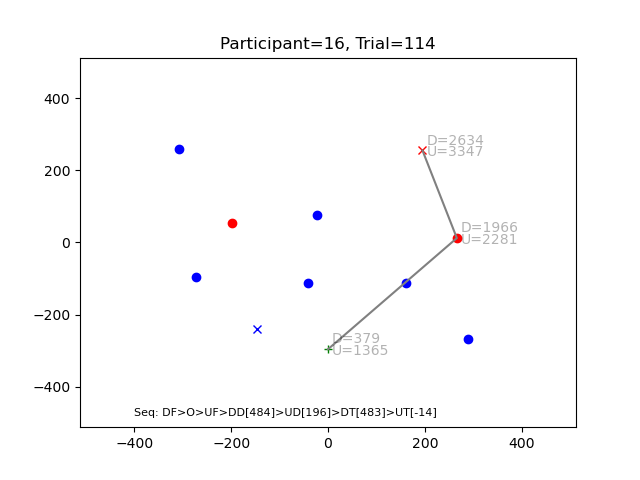 Participant=16, Trial=114
400
200
0
−200
−400
D=2634
U=3347
D=1966
U=2281
D=379
U=1365
Seq: DF>O>UF>DD[484]>UD[196]>DT[483]>UT[-14]
−400
−200
0
200
400